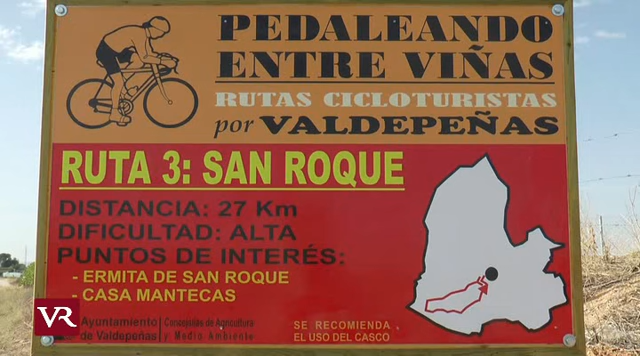 PEDALEANDO
ENTRE VIÑAS
RUTAS CICLOTURISTAS
por VALDEPEÑAS
RUTA 3: SAN ROQUE
DISTANCIA: 27 Km
DIFICULTAD: ALTA
PUNTOS DE INTERÉS:
- ERMITA DE SAN ROQUE
- CASA MANTECAS
VR
Ayuntamiento
de Valdepeñas
Concejalías de Agricultura
y Medio Ambiente
SE RECOMIENDA
EL USO DEL CASCO